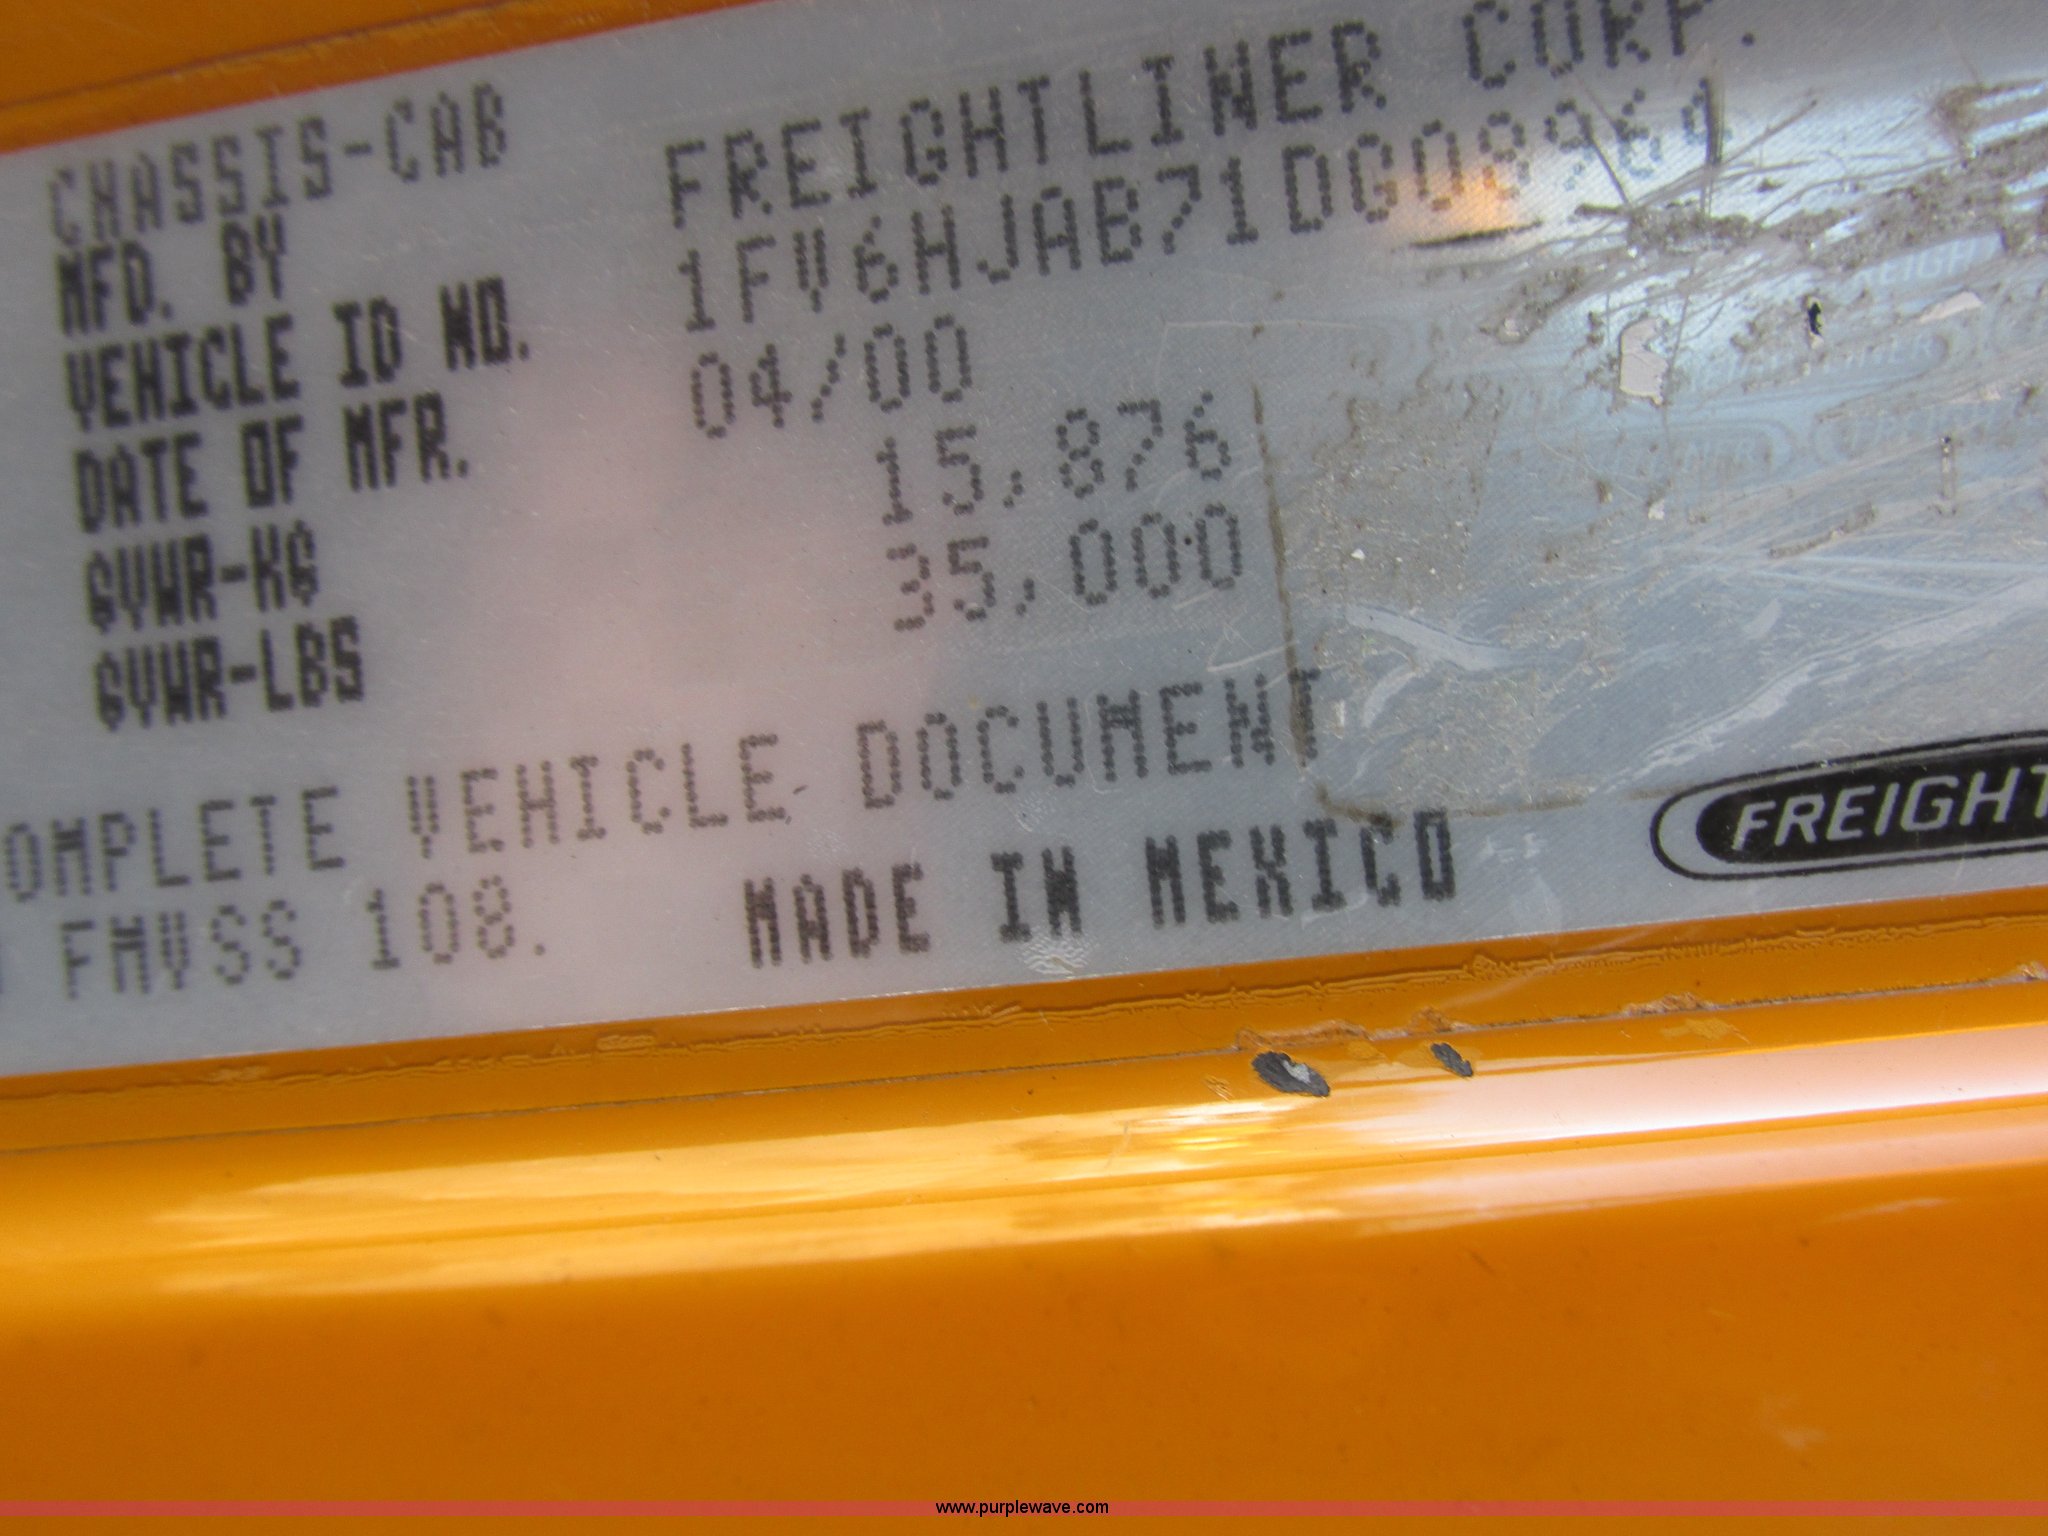 CHASSIS-CAB
MFD. BY FREIGHTLINER CORP.
VEHICLE ID NO. 1FV6HJAB71DG08964
DATE OF MFR. 04/00
GVWR-KG 15,876
GVWR-LBS 35,000
OMPLETE VEHICLE DOCUMENT
FMVSS 108.
MADE IN MEXICO
FREIGHT
www.purplewave.com